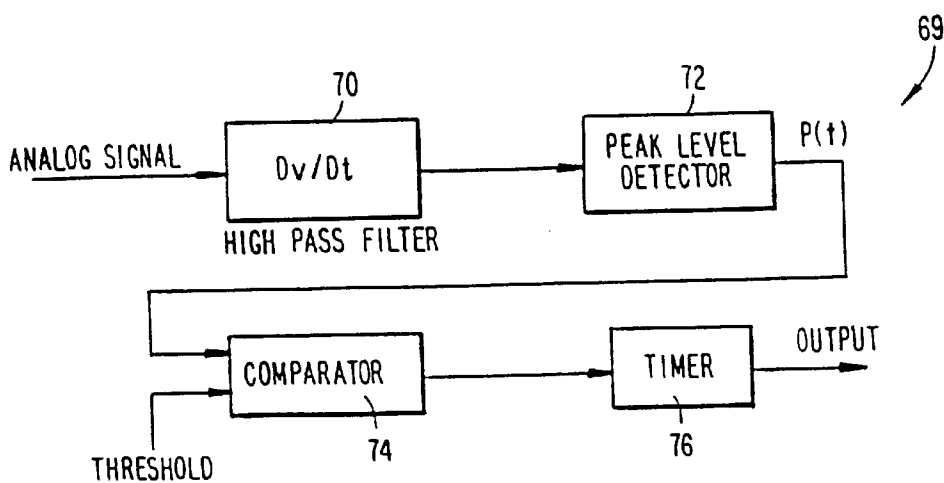 69
70
72
ANALOG SIGNAL
Dv/Dt
PEAK LEVEL
DETECTOR
P(t)
HIGH PASS FILTER
COMPARATOR
TIMER
OUTPUT
THRESHOLD
74
76